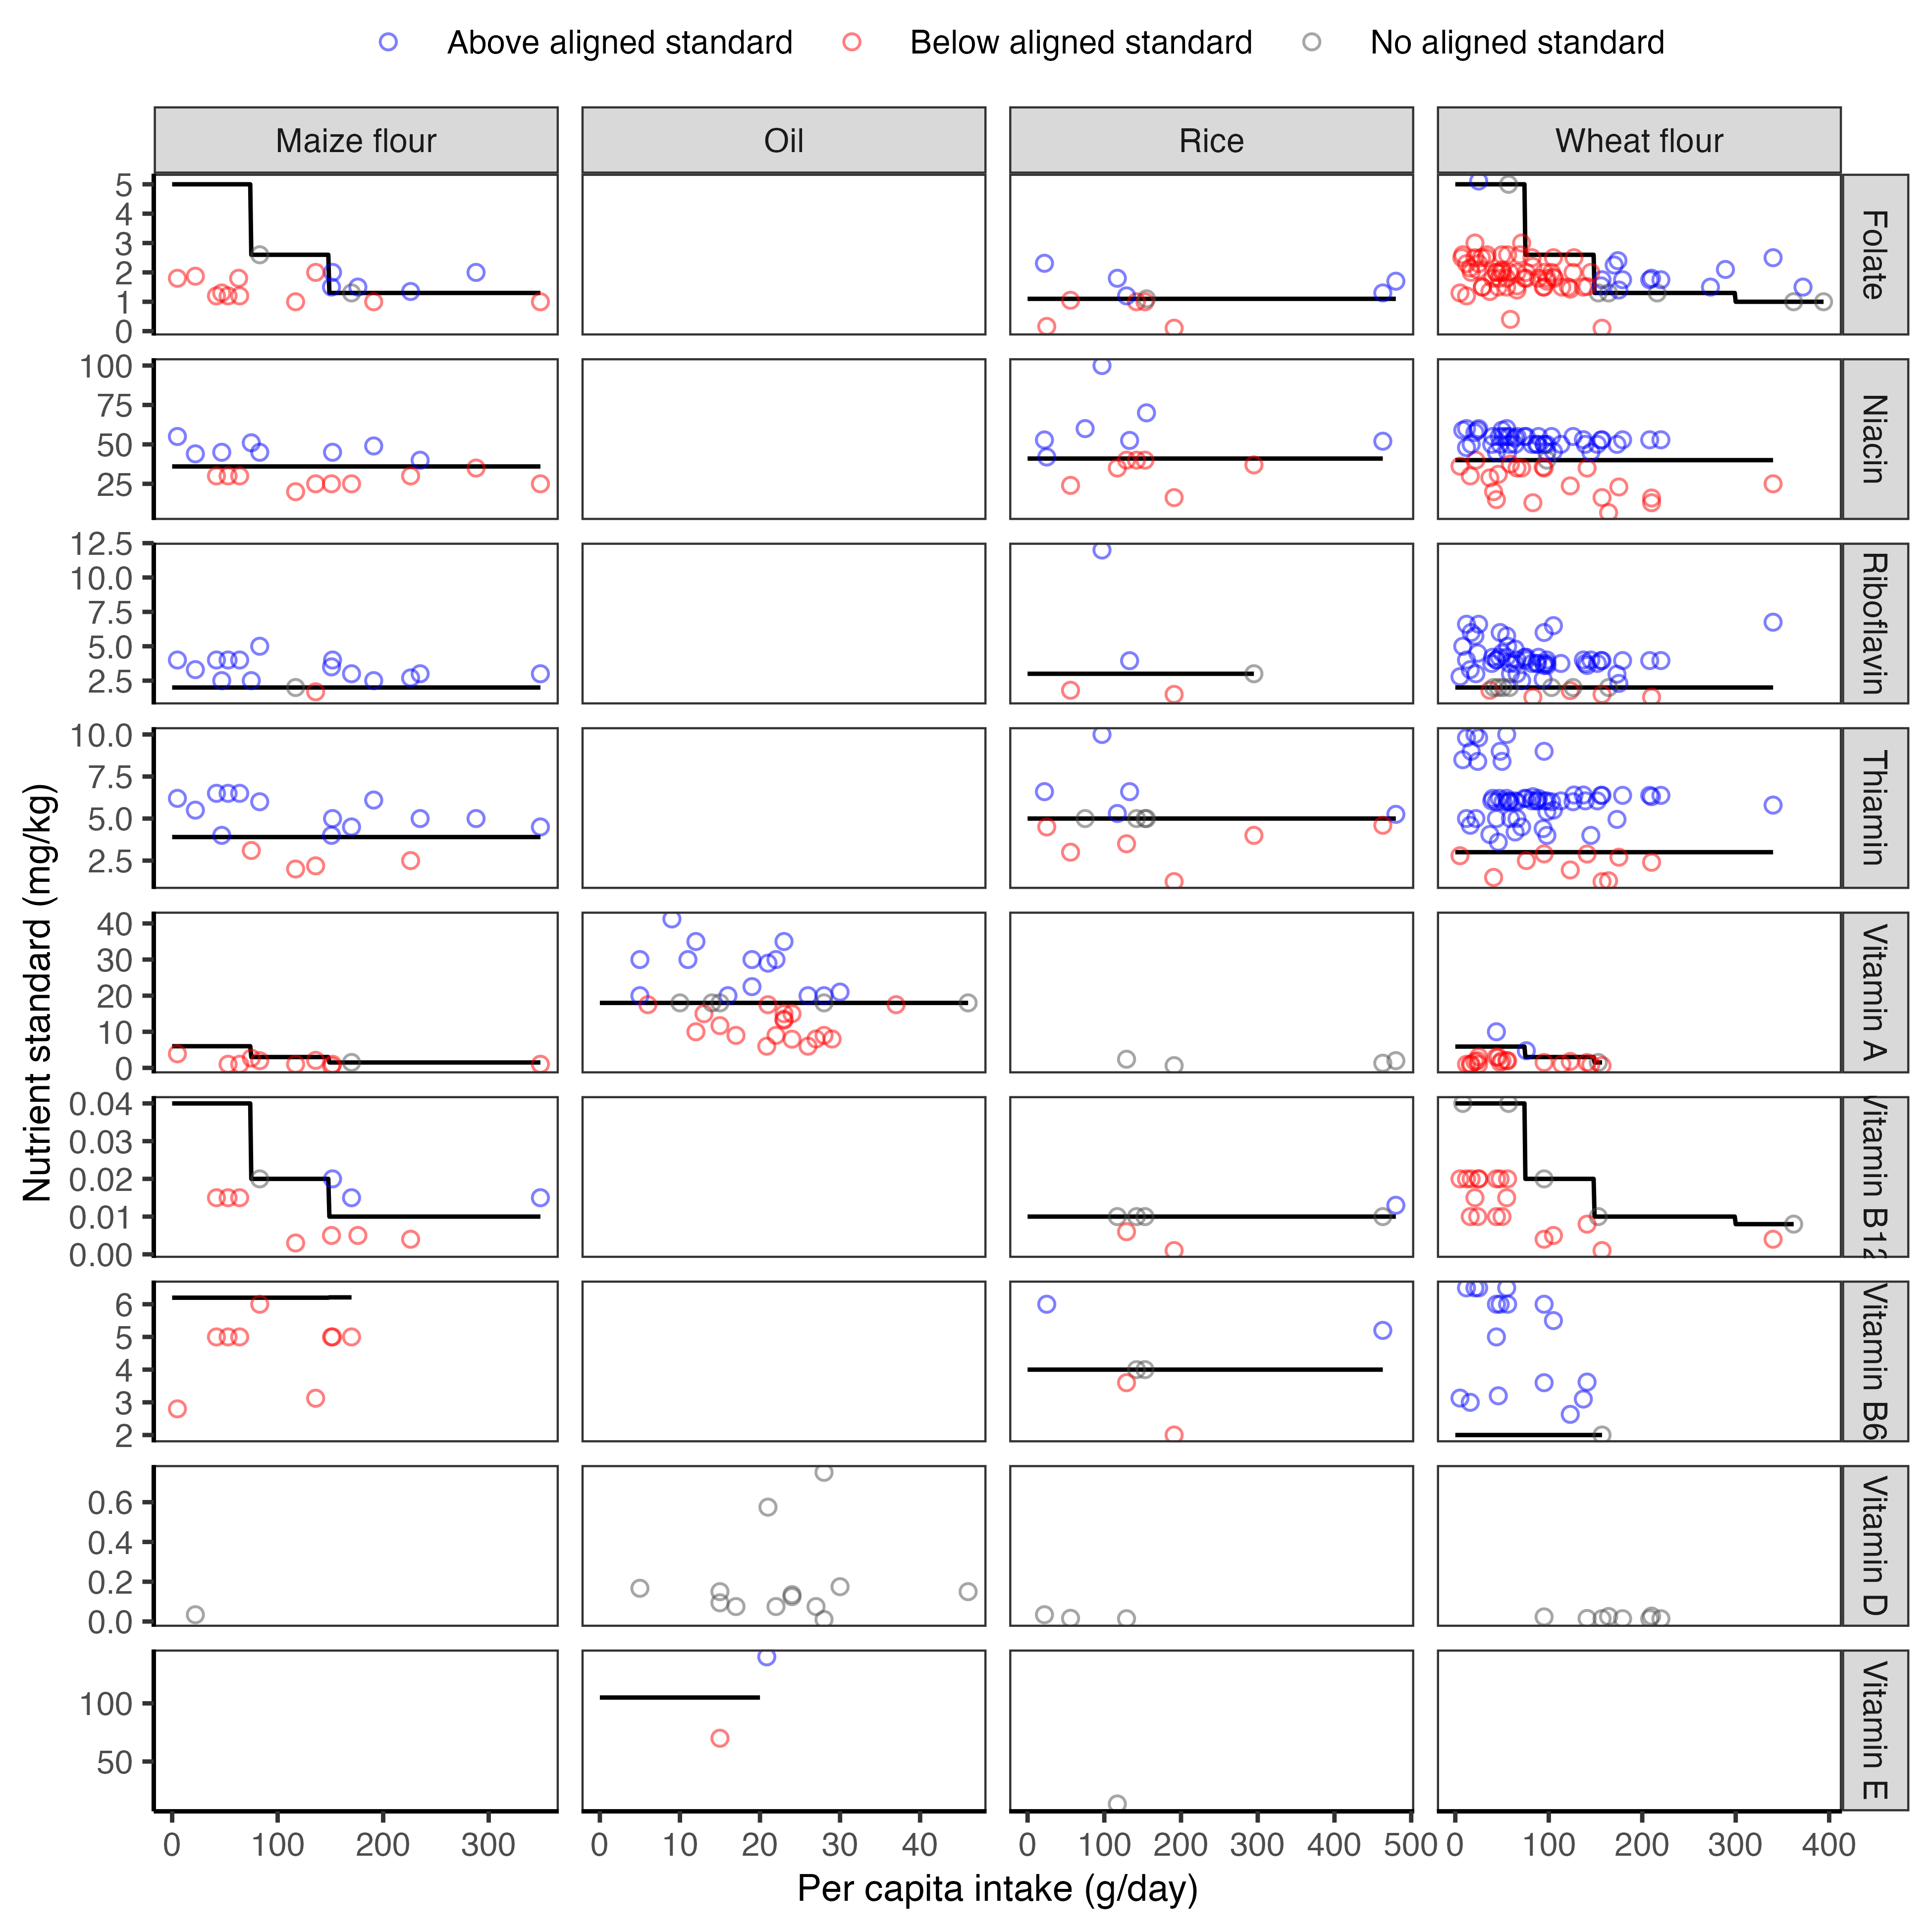 Above aligned standard Below aligned standard No aligned standard
Maize flour Oil Rice Wheat flour
5
4
3
2
1
0
Folate
100
75
50
25
Niacin
12.5
10.0
7.5
5.0
2.5
Riboflavin
10.0
7.5
5.0
2.5
Thiamin
40
30
20
10
0
Vitamin A
0.04
0.03
0.02
0.01
0.00
Vitamin B12
6
5
4
3
2
Vitamin B6
0.6
0.4
0.2
0.0
Vitamin D
100
50
Vitamin E
Nutrient standard (mg/kg)
0 100 200 300 0 10 20 30 40 0 100 200 300 400 500 0 100 200 300 400
Per capita intake (g/day)